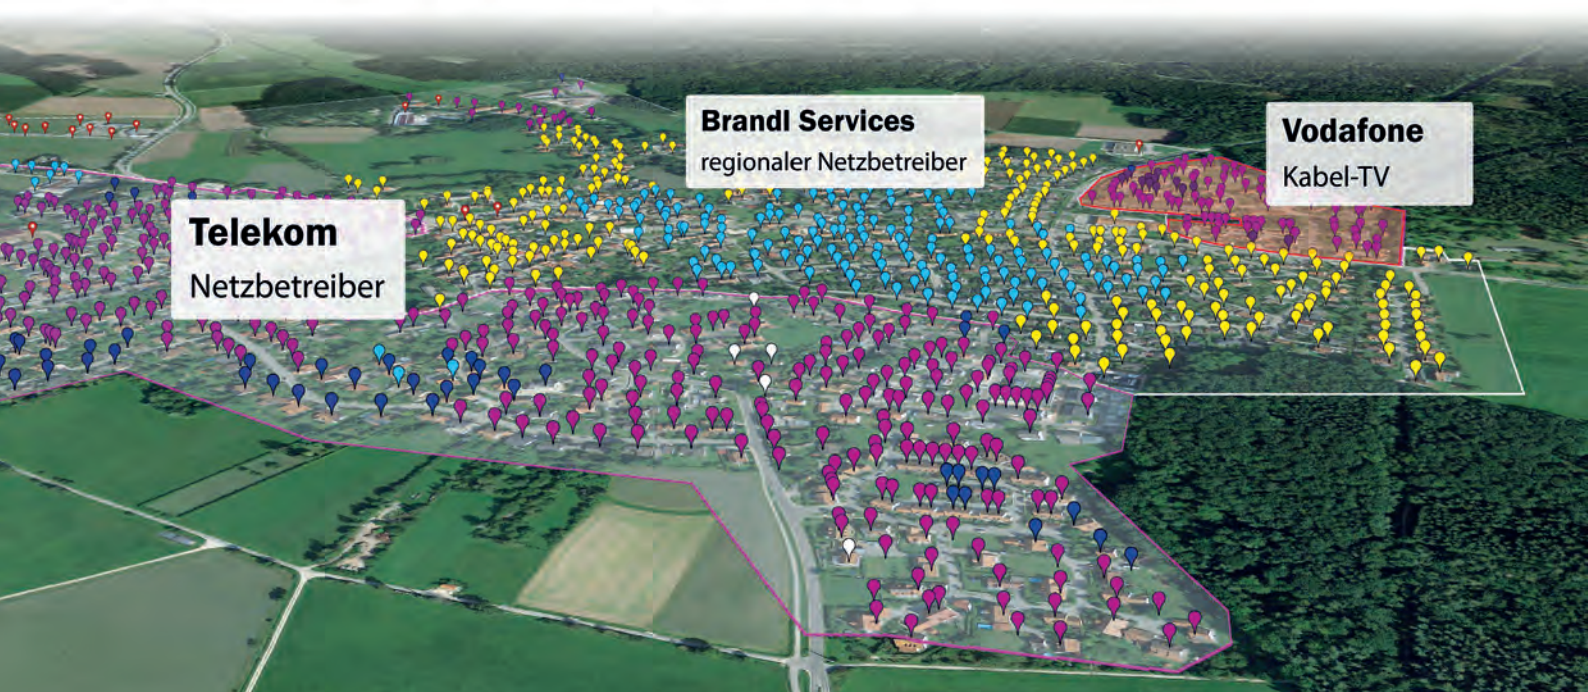 Brandl Services
regionaler Netzbetreiber
Vodafone
Kabel-TV
Telekom
Netzbetreiber